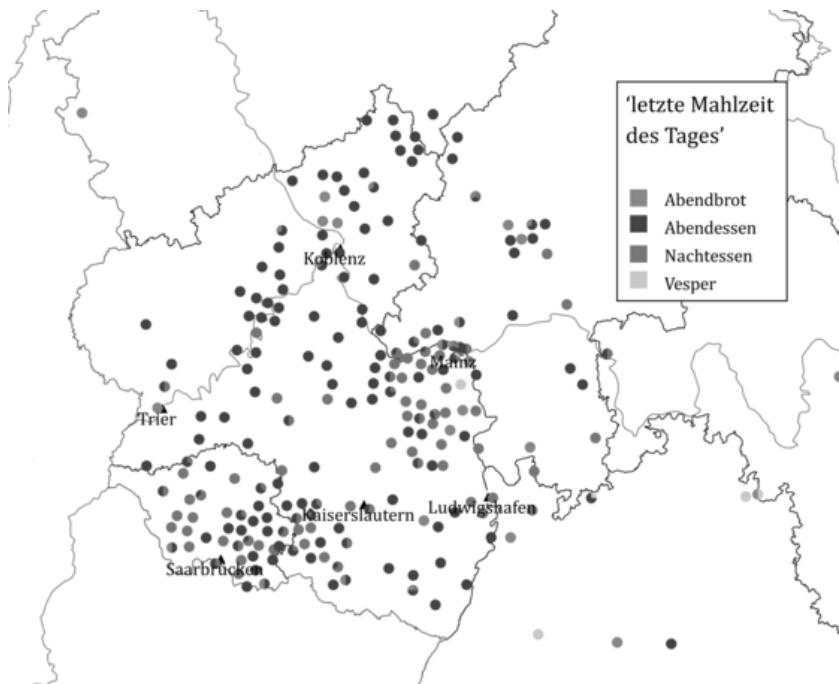 ‘letzte Mahlzeit
des Tages’
Abendbrot
Abendessen
Nachtessen
Vesper
Koblenz
Mainz
Trier
Kaiserslautern
Ludwigshafen
Saarbrücken